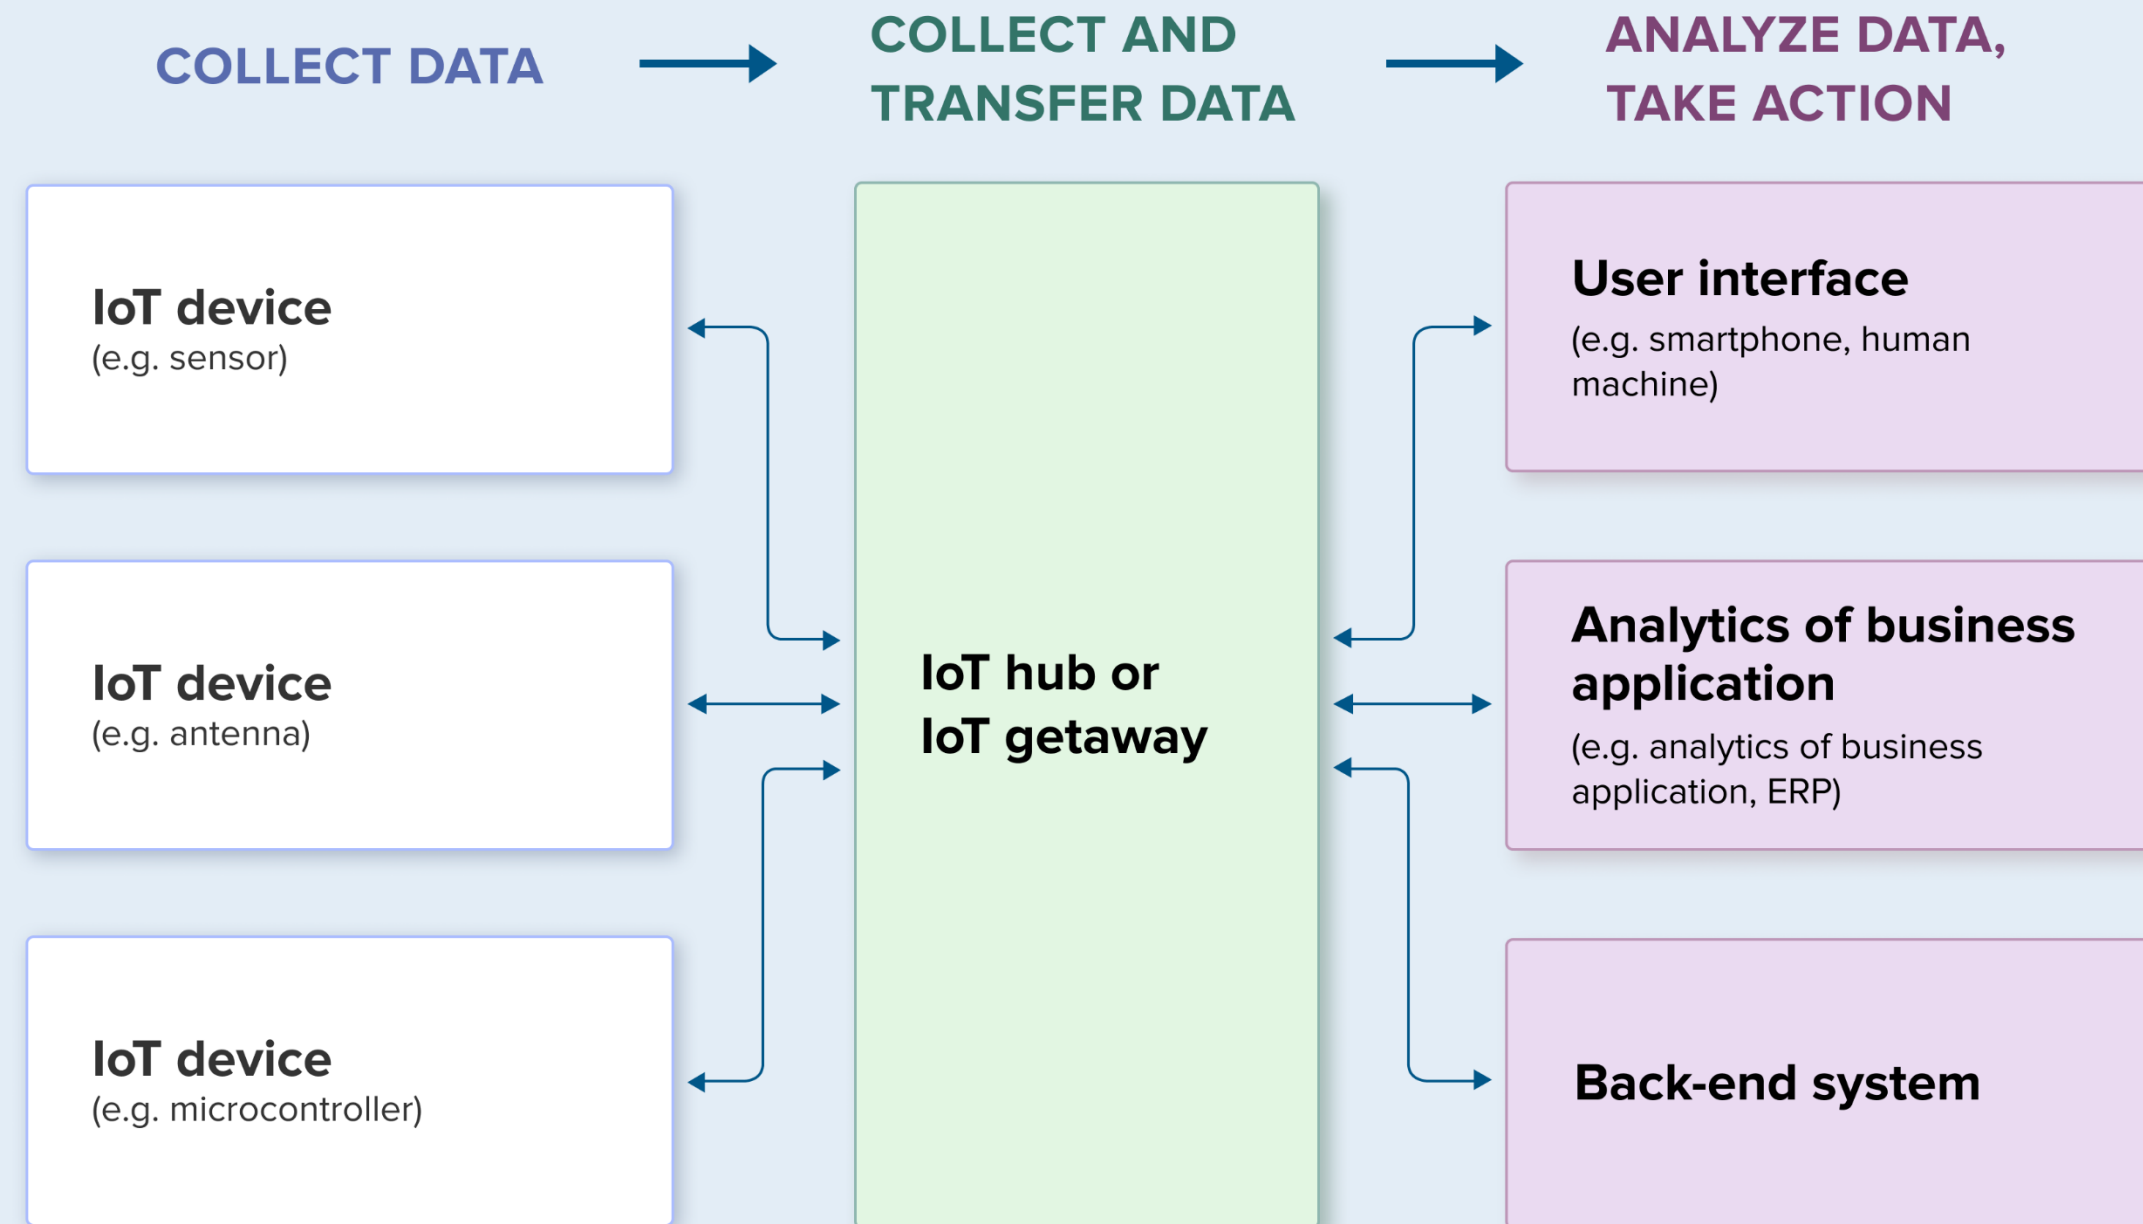 COLLECT DATA
COLLECT AND
TRANSFER DATA
ANALYZE DATA,
TAKE ACTION
IoT device
(e.g. sensor)
IoT device
(e.g. antenna)
IoT device
(e.g. microcontroller)
IoT hub or
IoT getaway
User interface
(e.g. smartphone, human
machine)
Analytics of business
application
(e.g. analytics of business
application, ERP)
Back-end system